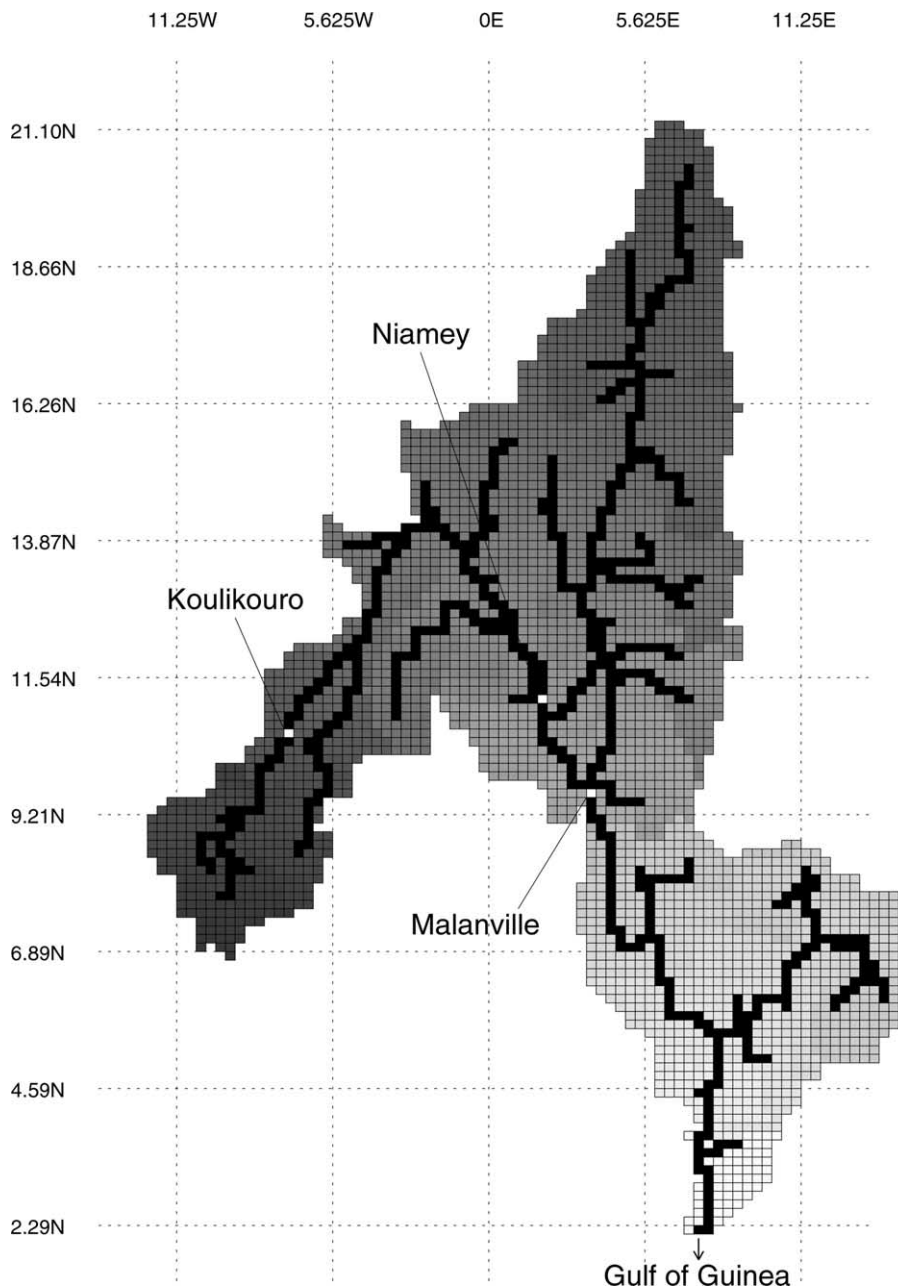 11.25W 5.625W 0E 5.625E 11.25E
21.10N
18.66N
Niamey
16.26N
13.87N
Koulikouro
11.54N
9.21N
Malanville
6.89N
4.59N
2.29N
Gulf of Guinea